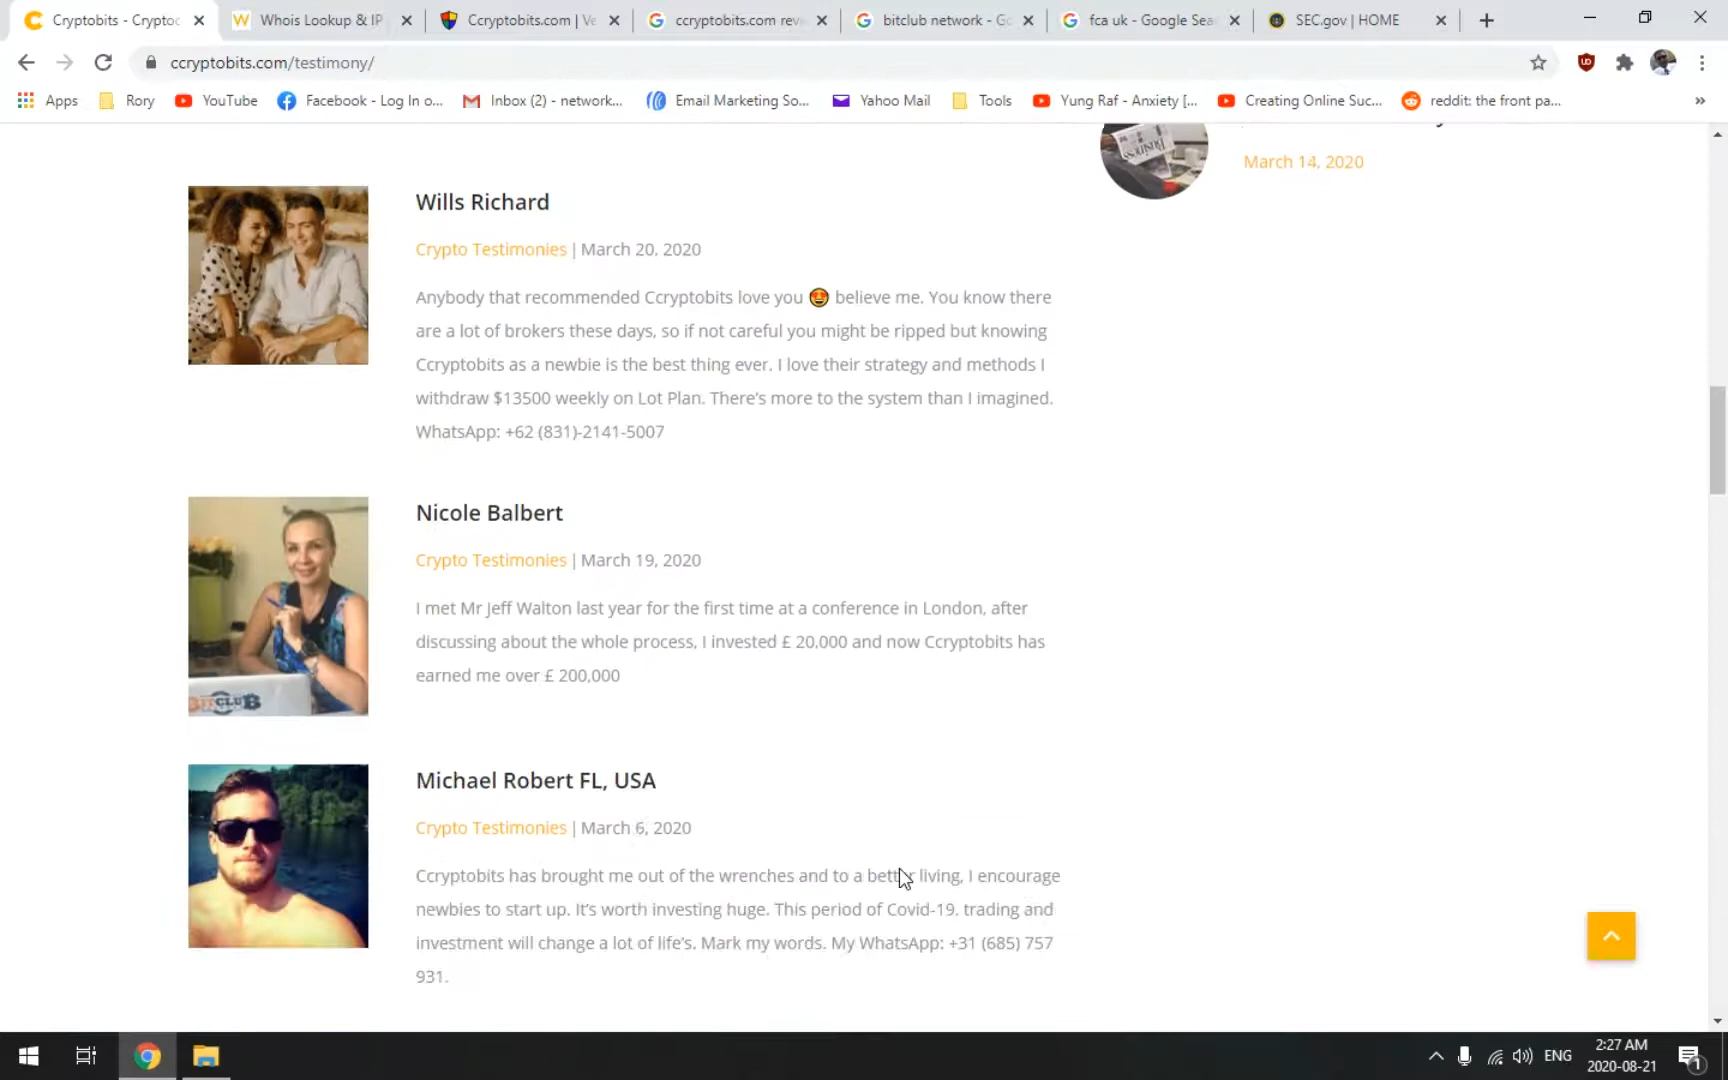 Cryptobits - Cryptoc
Whois Lookup & IP
Ccryptobits.com | Ve
ccryptobits.com revi
bitclub network - Go
fca uk - Google Sea
SEC.gov | HOME
ccryptobits.com/testimony/
Apps
Rory
YouTube
Facebook - Log In o...
Inbox (2) - network...
Email Marketing So...
Yahoo Mail
Tools
Yung Raf - Anxiety [...
Creating Online Suc...
reddit: the front pa...
»
March 14, 2020
Wills Richard
Crypto Testimonies | March 20, 2020
Anybody that recommended Ccryptobits love you 🤩 believe me. You know there
are a lot of brokers these days, so if not careful you might be ripped but knowing
Ccryptobits as a newbie is the best thing ever. I love their strategy and methods I
withdraw $13500 weekly on Lot Plan. There's more to the system than I imagined.
WhatsApp: +62 (831)-2141-5007
Nicole Balbert
Crypto Testimonies | March 19, 2020
I met Mr Jeff Walton last year for the first time at a conference in London, after
discussing about the whole process, I invested £ 20,000 and now Ccryptobits has
earned me over £ 200,000
BITCLUB
Michael Robert FL, USA
Crypto Testimonies | March 6, 2020
Ccryptobits has brought me out of the wrenches and to a better living, I encourage
newbies to start up. It's worth investing huge. This period of Covid-19. trading and
investment will change a lot of life's. Mark my words. My WhatsApp: +31 (685) 757
931.
ENG
2:27 AM
2020-08-21
1